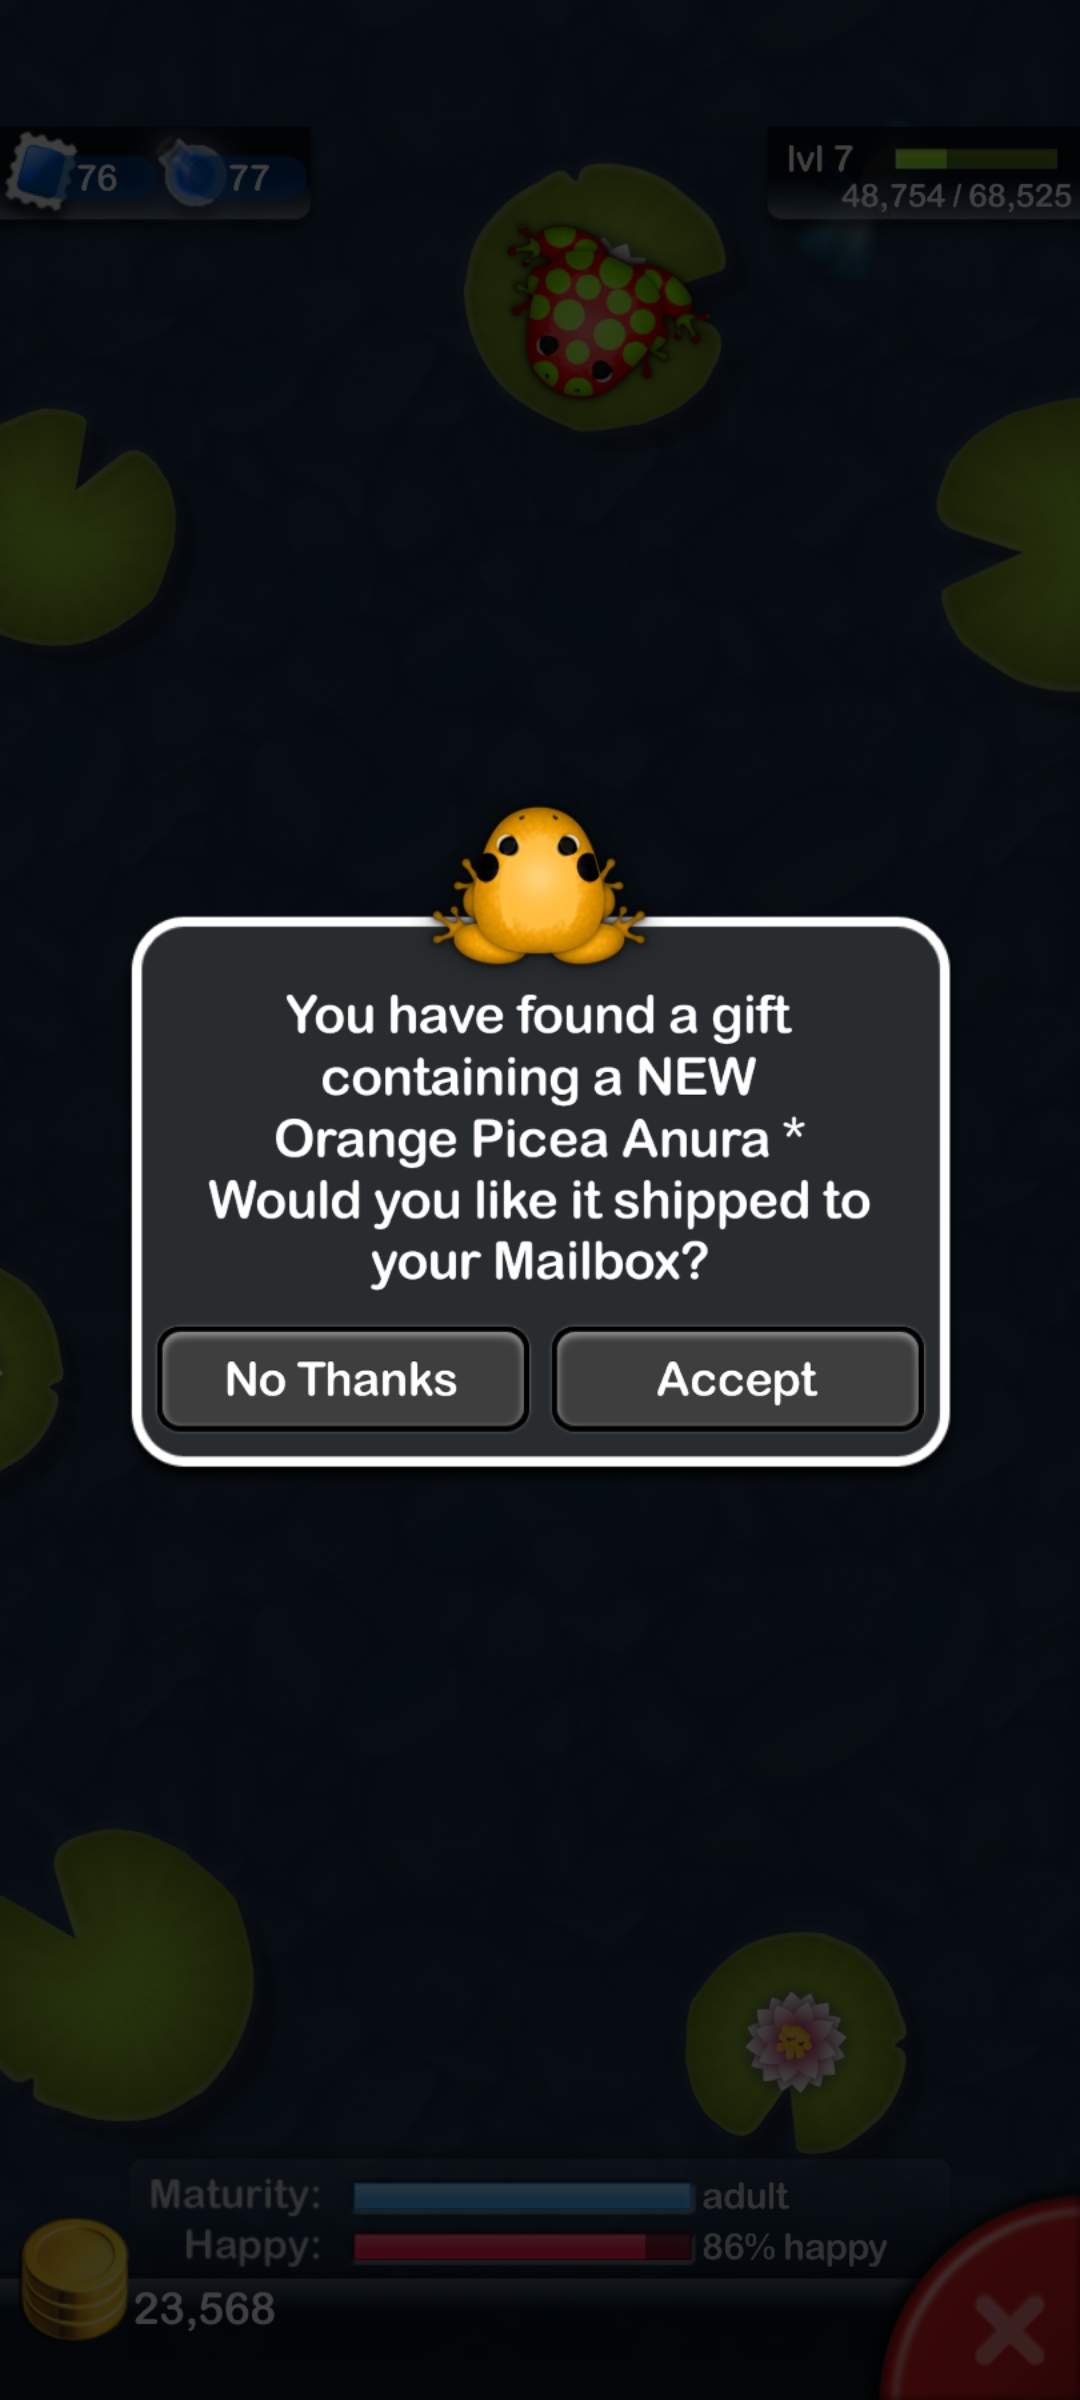 76
77
lvl 7
48,754 / 68,525
You have found a gift
containing a NEW
Orange Picea Anura *
Would you like it shipped to
your Mailbox?
No Thanks
Accept
Maturity:
adult
Happy:
86% happy
23,568